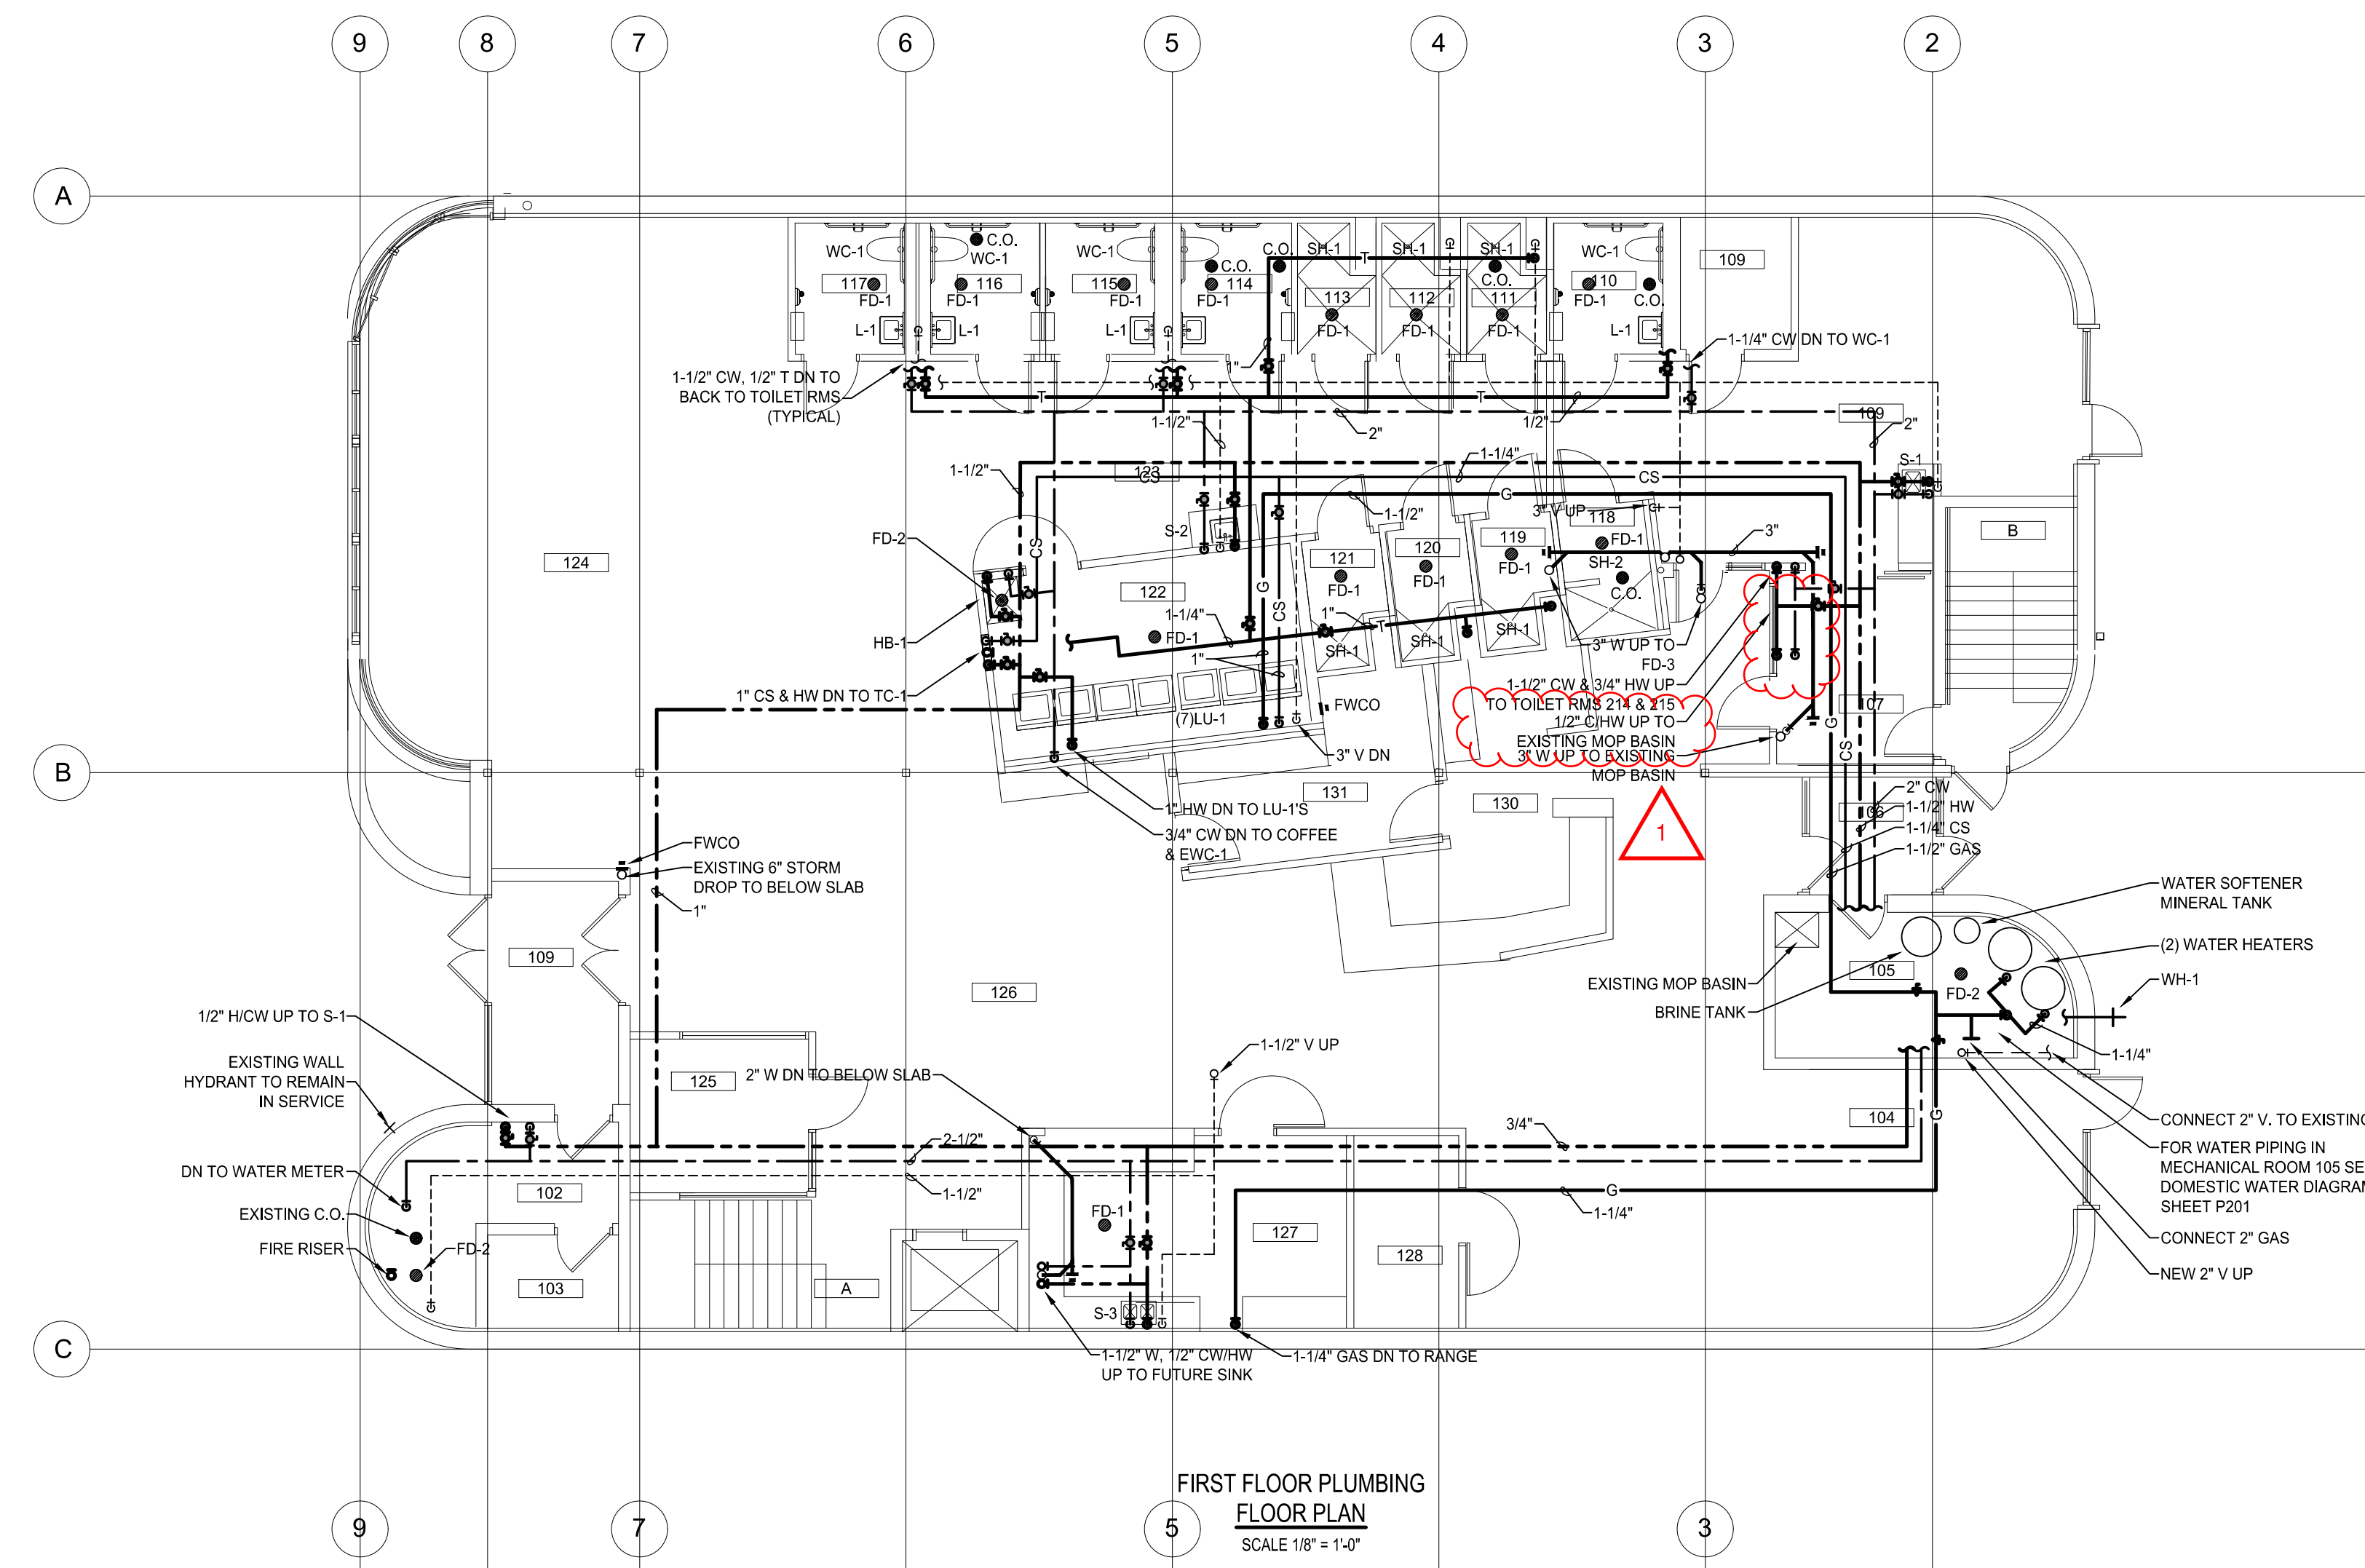 9 8 7 6 5 4 3 2
A
C.O.
WC-1 WC-1 WC-1 C.O. C.O. SH-1 SH-1 SH-1 WC-1 109
C.O.
117 116 115 114 113 112 111 110 C.O.
FD-1 FD-1 FD-1 FD-1 FD-1 FD-1 FD-1 FD-1
L-1 L-1 L-1 L-1
1-1/4" CW DN TO WC-1
1"
1-1/2" CW, 1/2" T DN TO
BACK TO TOILET RMS
(TYPICAL)
T T T
1-1/2" 2" 1/2" 109 2"
1-1/2" 123 1-1/4" S-1
CS CS
G
1-1/2"
3" V UP 118
S-2 3" B
FD-2 CS 119 FD-1
124 121 120 FD-1 SH-2
122 FD-1 FD-1 C.O.
G CS
1-1/4" 1" T
HB-1 FD-1 SH-1 SH-1 SH-1
1" 3" W UP TO
FD-3
1" CS & HW DN TO TC-1
1-1/2" CW & 3/4" HW UP
TO TOILET RMS 214 & 215
(7)LU-1 FWCO 107
1/2" C/HW UP TO
EXISTING MOP BASIN
3" V DN
3" W UP TO EXISTING
MOP BASIN
G CS
B
2" CW
1-1/2" HW
1-1/4" CS
1-1/2" GAS
131 130 106
1" HW DN TO LU-1'S
3/4" CW DN TO COFFEE
& EWC-1
1
FWCO
EXISTING 6" STORM
DROP TO BELOW SLAB
1"
WATER SOFTENER
MINERAL TANK
(2) WATER HEATERS
109
105
EXISTING MOP BASIN
FD-2
WH-1
126
BRINE TANK
1/2" H/CW UP TO S-1
1-1/2" V UP
1-1/4"
EXISTING WALL
HYDRANT TO REMAIN
IN SERVICE
125
2" W DN TO BELOW SLAB
3/4" 104 G
CONNECT 2" V. TO EXISTING
2-1/2"
FOR WATER PIPING IN
MECHANICAL ROOM 105 SE
DOMESTIC WATER DIAGRAM
SHEET P201
DN TO WATER METER
102
1-1/2"
G
1-1/4"
EXISTING C.O.
FD-1
127
CONNECT 2" GAS
FIRE RISER
FD-2
128
NEW 2" V UP
103
A
S-3
C
1-1/2" W, 1/2" CW/HW
UP TO FUTURE SINK
1-1/4" GAS DN TO RANGE
FIRST FLOOR PLUMBING
FLOOR PLAN
SCALE 1/8" = 1'-0"
9 7 5 3